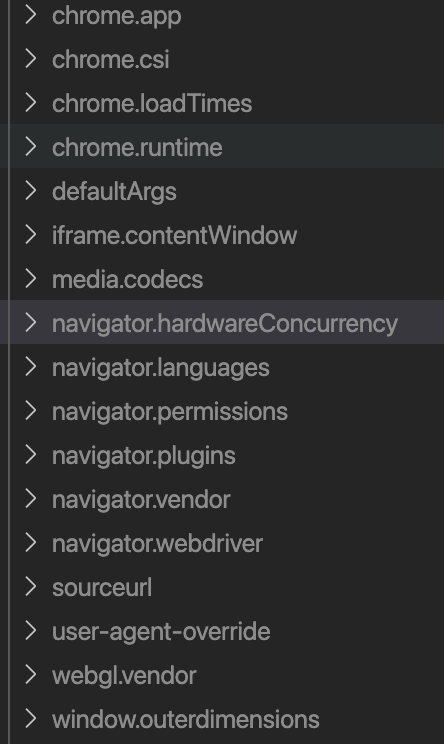 chrome.app
chrome.csi
chrome.loadTimes
chrome.runtime
defaultArgs
iframe.contentWindow
media.codecs
navigator.hardwareConcurrency
navigator.languages
navigator.permissions
navigator.plugins
navigator.vendor
navigator.webdriver
sourceurl
user-agent-override
webgl.vendor
window.outerdimensions